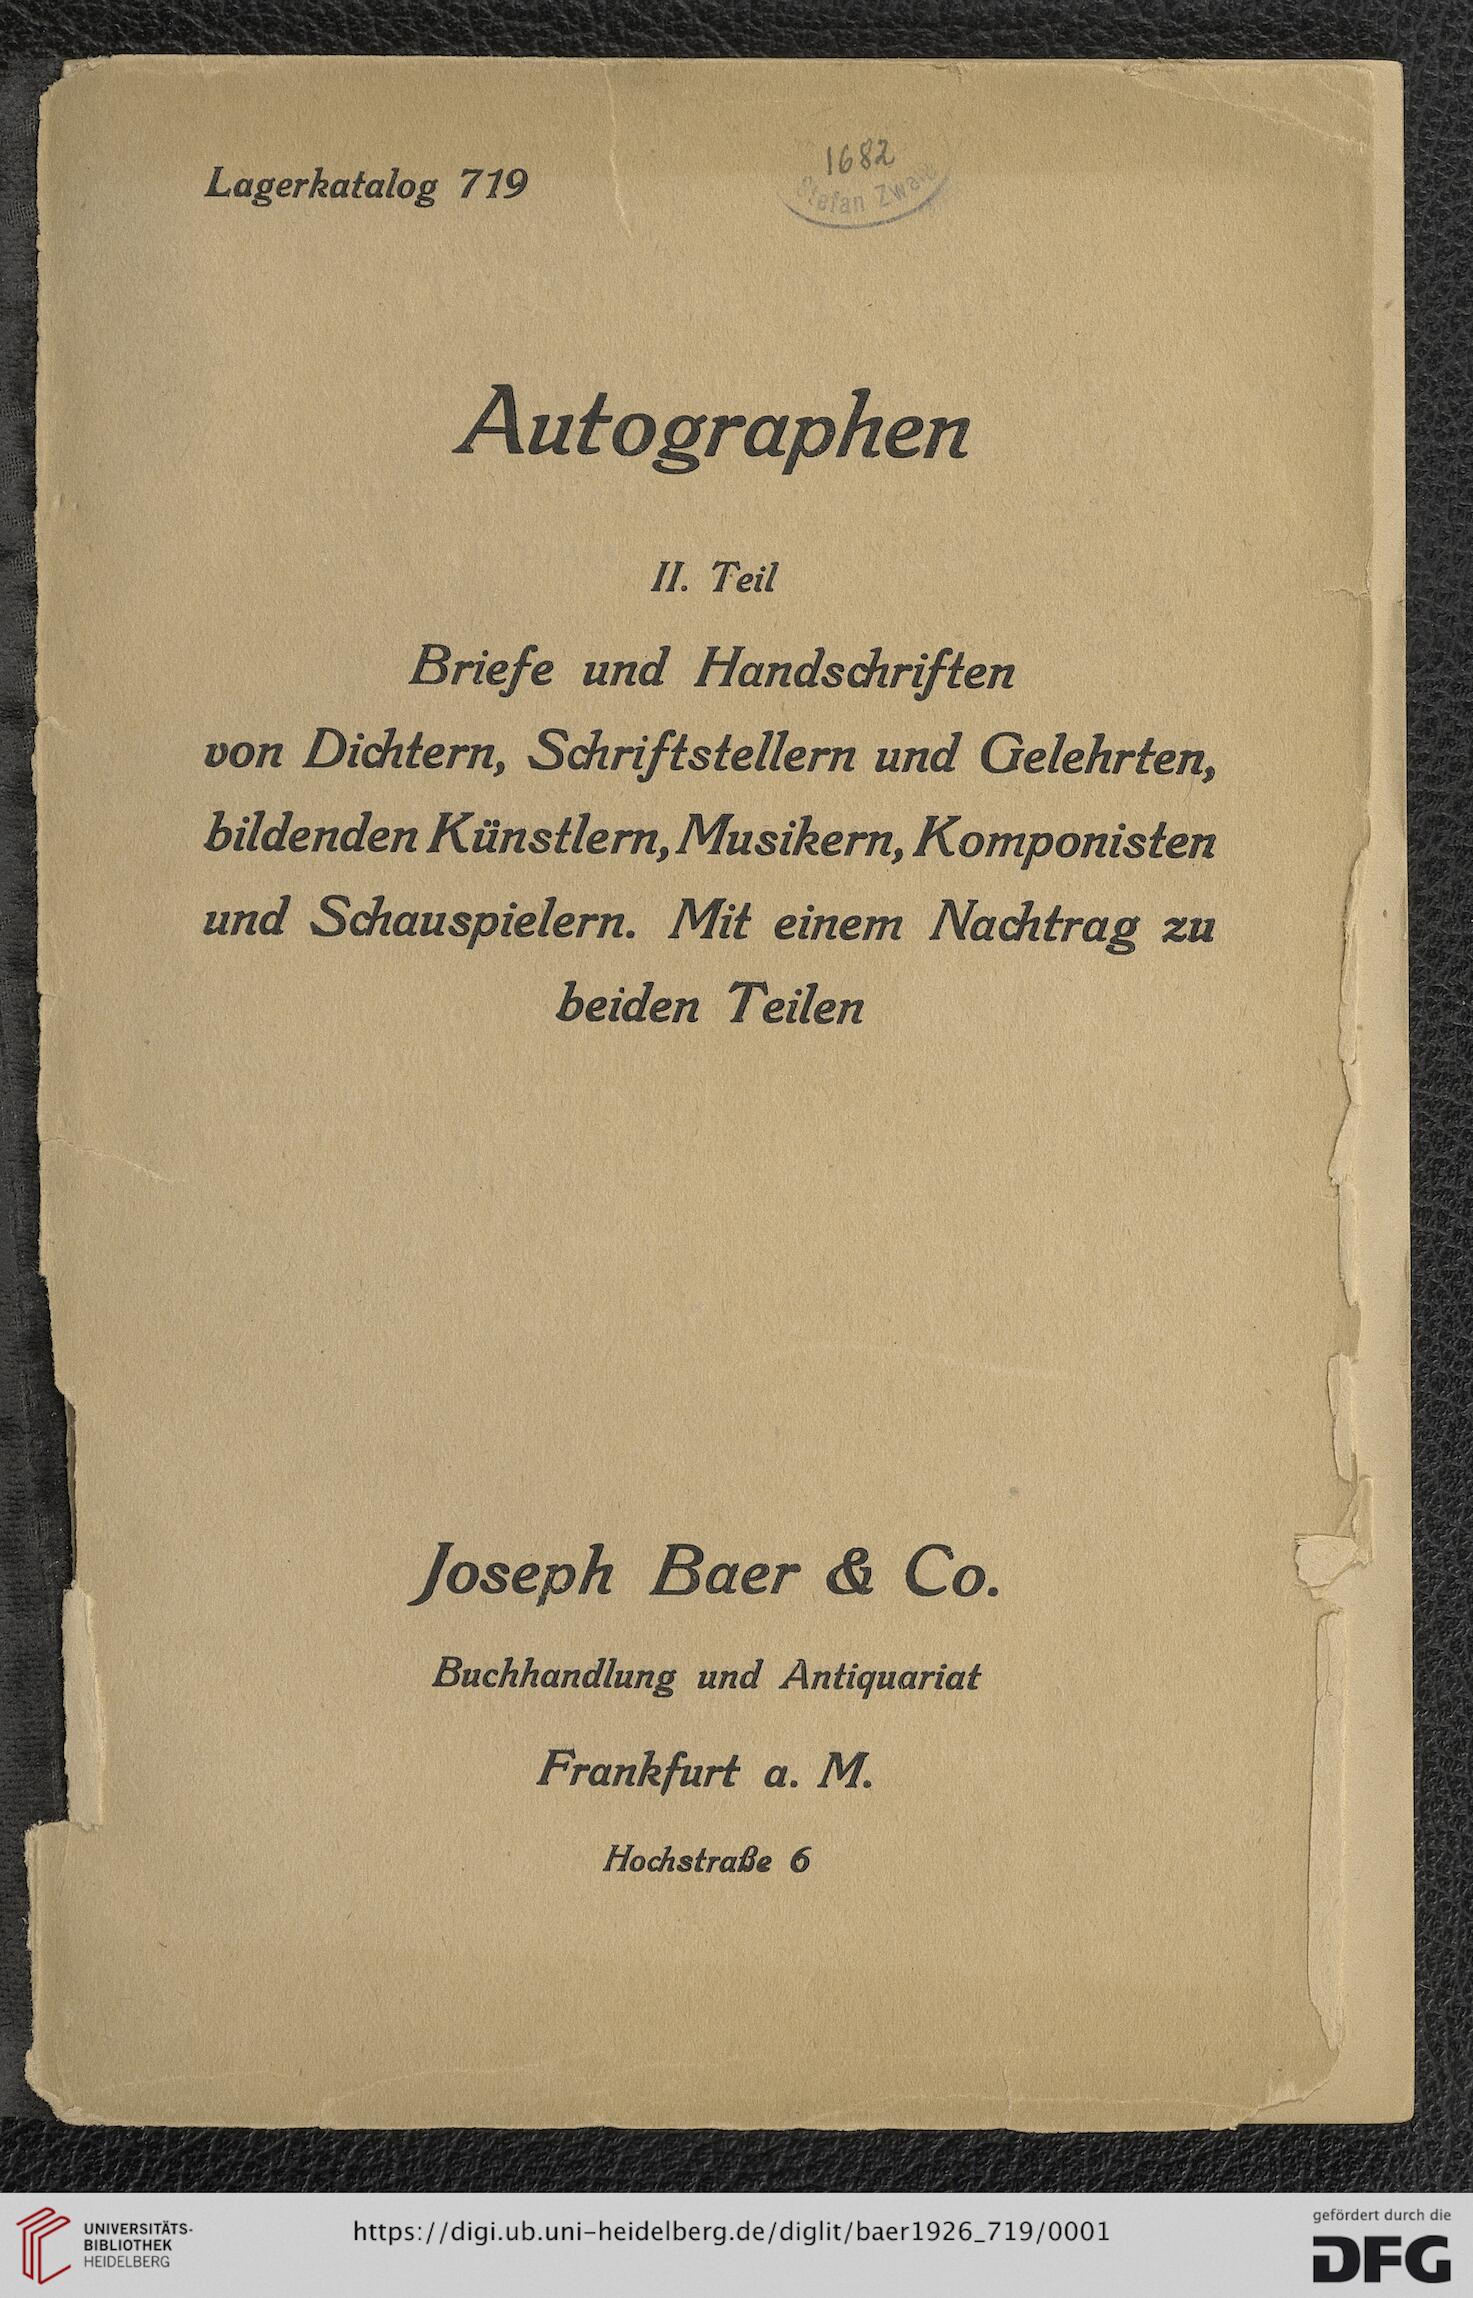 Lagerkatalog 719
1682
Stefan Zweig
Autographen
II. Teil
Briefe und Handschriften
von Dichtern, Schriftstellern und Gelehrten,
bildenden Künstlern, Musikern, Komponisten
und Schauspielern. Mit einem Nachtrag zu
beiden Teilen
Joseph Baer & Co.
Buchhandlung und Antiquariat
Frankfurt a. M.
Hochstraße 6
UNIVERSITÄTS-
BIBLIOTHEK
HEIDELBERG
https://digi.ub.uni-heidelberg.de/diglit/baer1926_719/0001
gefördert durch die
DFG